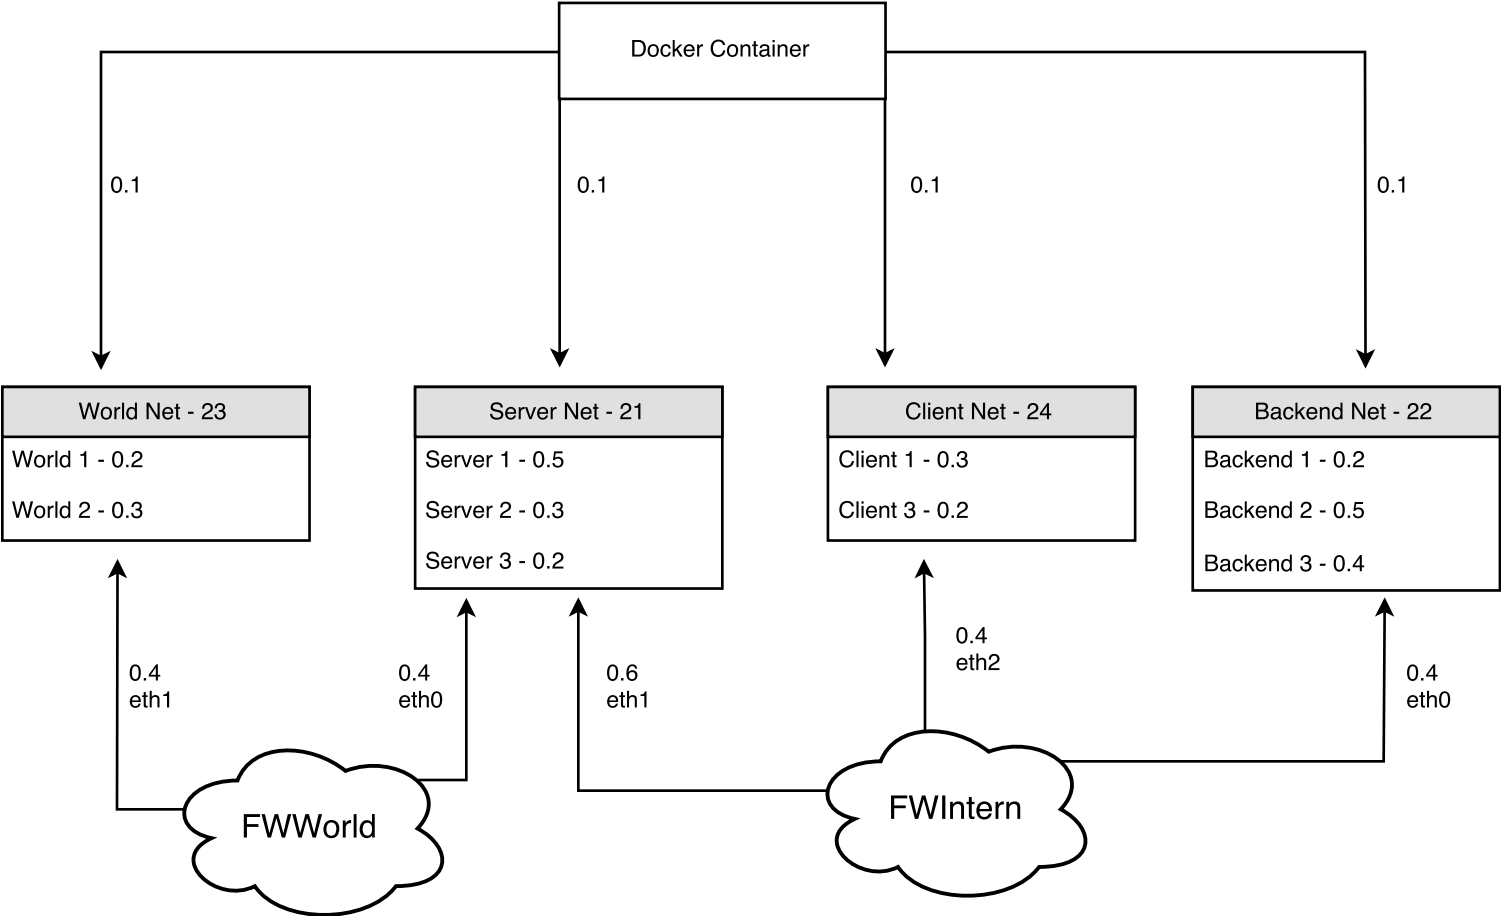 Docker Container
0.1
0.1
0.1
0.1
World Net - 23
World 1 - 0.2
World 2 - 0.3
Server Net - 21
Server 1 - 0.5
Server 2 - 0.3
Server 3 - 0.2
Client Net - 24
Client 1 - 0.3
Client 3 - 0.2
Backend Net - 22
Backend 1 - 0.2
Backend 2 - 0.5
Backend 3 - 0.4
0.4
eth1
0.4
eth0
0.6
eth1
0.4
eth2
0.4
eth0
FWWorld
FWIntern